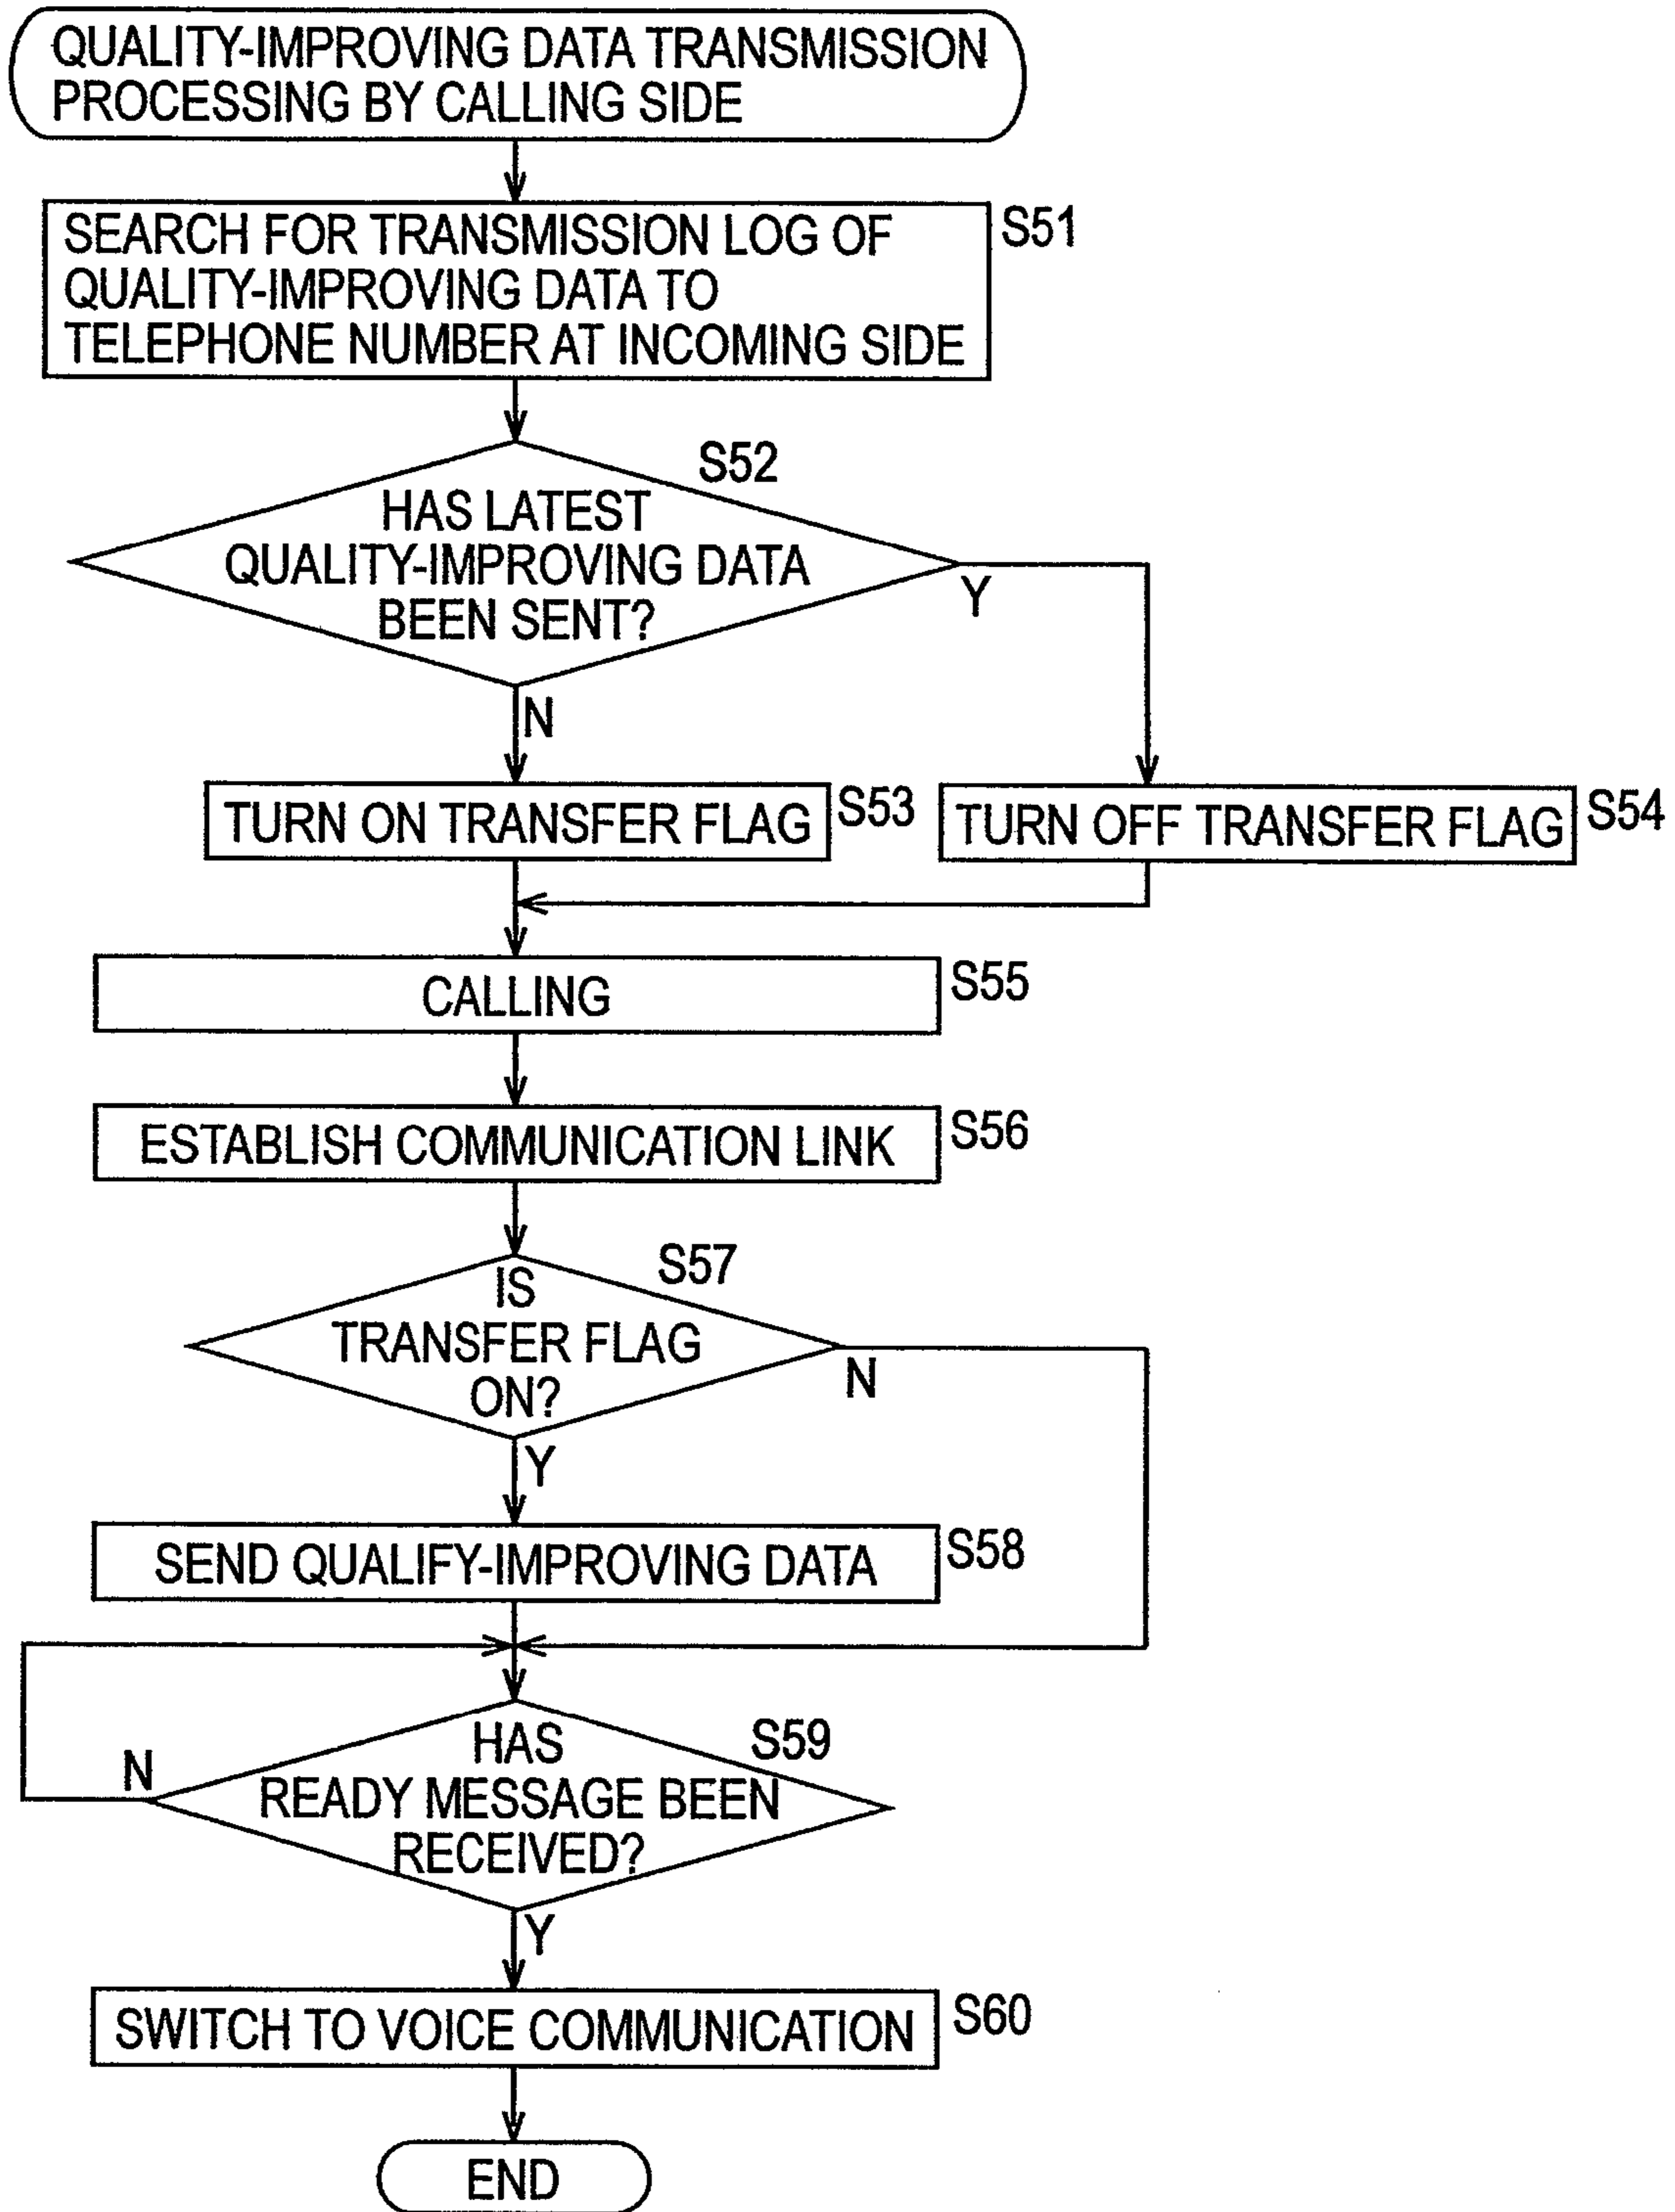 QUALITY-IMPROVING DATA TRANSMISSION
PROCESSING BY CALLING SIDE
SEARCH FOR TRANSMISSION LOG OF
QUALITY-IMPROVING DATA TO
TELEPHONE NUMBER AT INCOMING SIDE
S51
S52
HAS LATEST
QUALITY-IMPROVING DATA
BEEN SENT?
Y
N
TURN ON TRANSFER FLAG
S53
TURN OFF TRANSFER FLAG
S54
CALLING
S55
ESTABLISH COMMUNICATION LINK
S56
S57
IS
TRANSFER FLAG
ON?
N
Y
SEND QUALIFY-IMPROVING DATA
S58
S59
HAS
READY MESSAGE BEEN
RECEIVED?
N
Y
SWITCH TO VOICE COMMUNICATION
S60
END